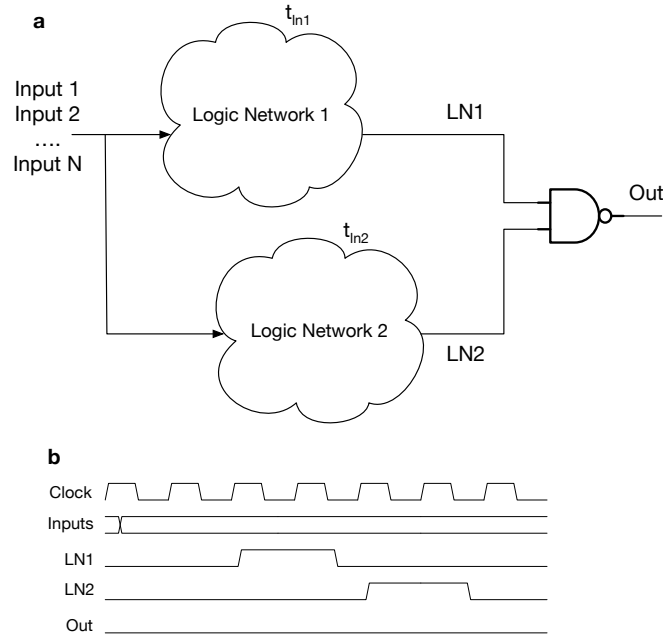 a
t_ln1
Input 1
Input 2
....
Input N
Logic Network 1
LN1
Out
t_ln2
Logic Network 2
LN2
b
Clock
Inputs
LN1
LN2
Out